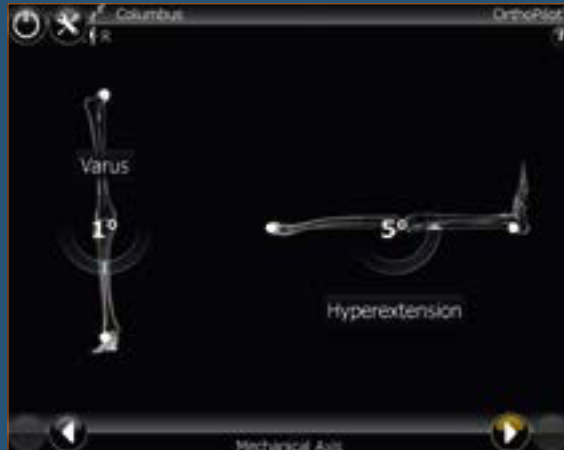 Columbus OrthoPilot
R
Varus
1° 5°
Hyperextension
Mechanical Axis